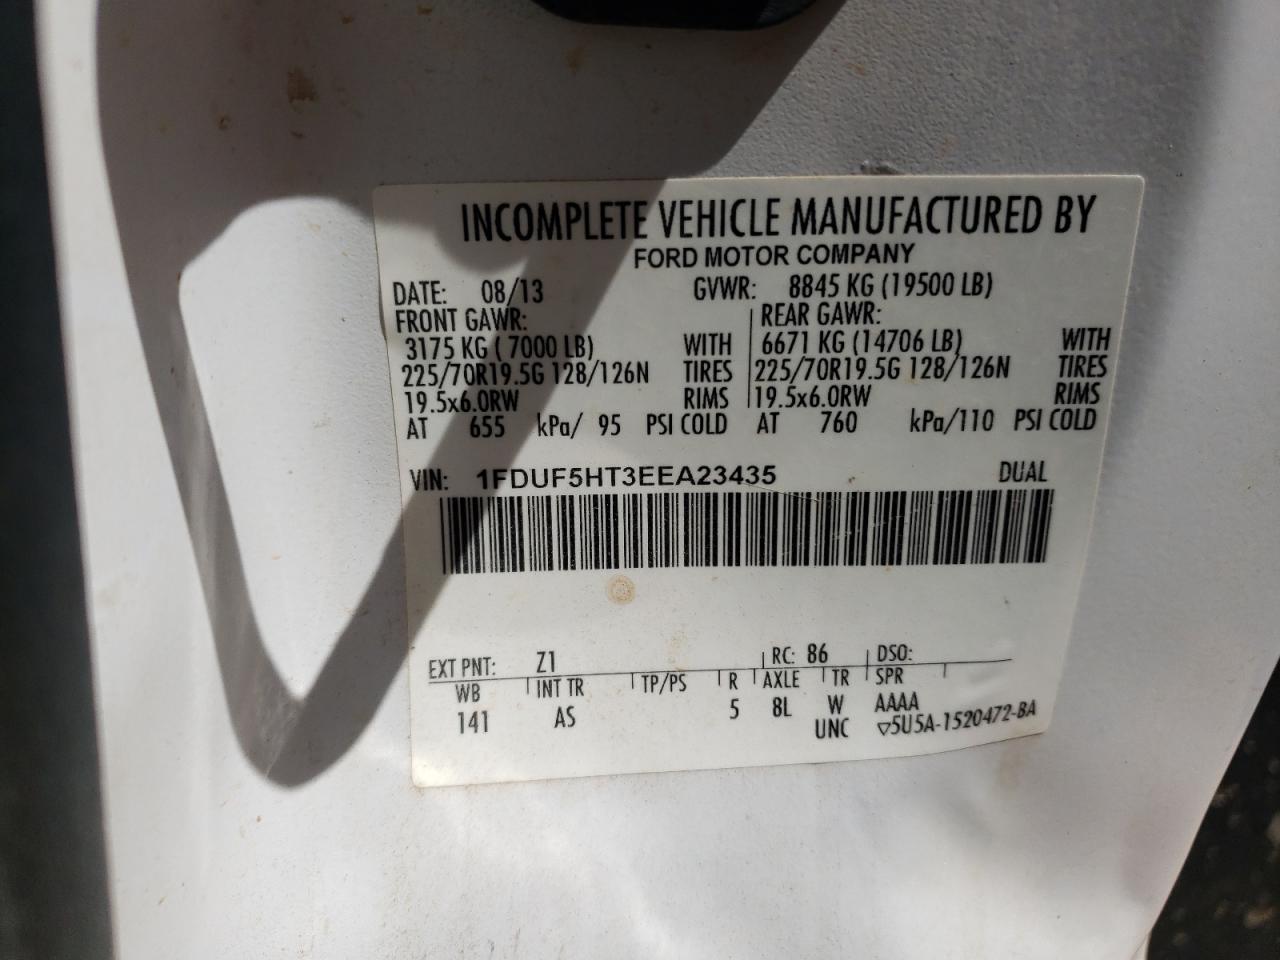 INCOMPLETE VEHICLE MANUFACTURED BY
FORD MOTOR COMPANY
DATE: 08/13 GVWR: 8845 KG (19500 LB)
FRONT GAWR: REAR GAWR:
3175 KG ( 7000 LB) WITH 6671 KG (14706 LB) WITH
225/70R19.5G 128/126N TIRES 225/70R19.5G 128/126N TIRES
19.5x6.0RW RIMS 19.5x6.0RW RIMS
AT 655 kPa/ 95 PSI COLD AT 760 kPa/110 PSI COLD
VIN: 1FDUF5HT3EEA23435 DUAL
EXT PNT: Z1 RC: 86 DSO:
WB INT TR TP/PS R AXLE TR SPR
141 AS 5 8L W AAAA
UNC ▽5U5A-1520472-BA